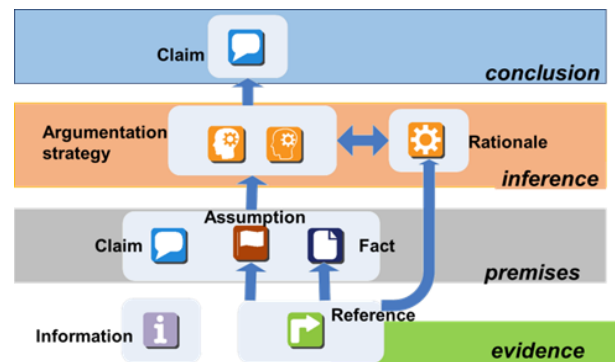 Claim
conclusion
Argumentation
strategy
Rationale
inference
Assumption
Claim
Fact
premises
Reference
Information
i
evidence